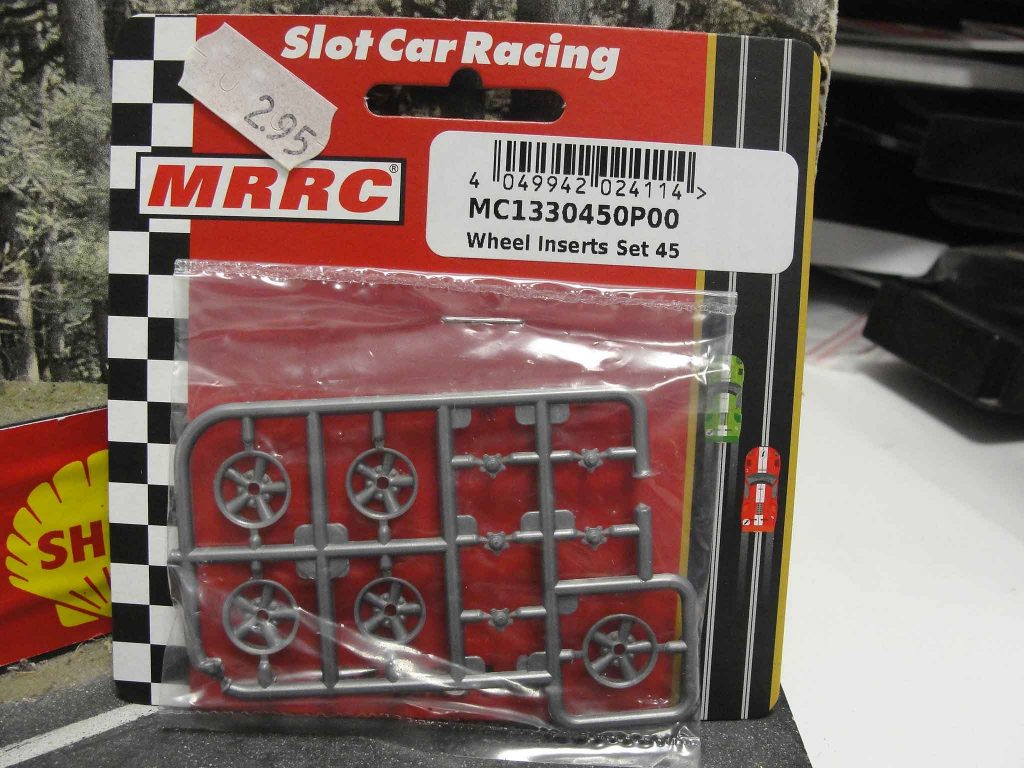 Slot Car Racing
2.95
MRRC®
4 049942 024114 >
MC1330450P00
Wheel Inserts Set 45
SH